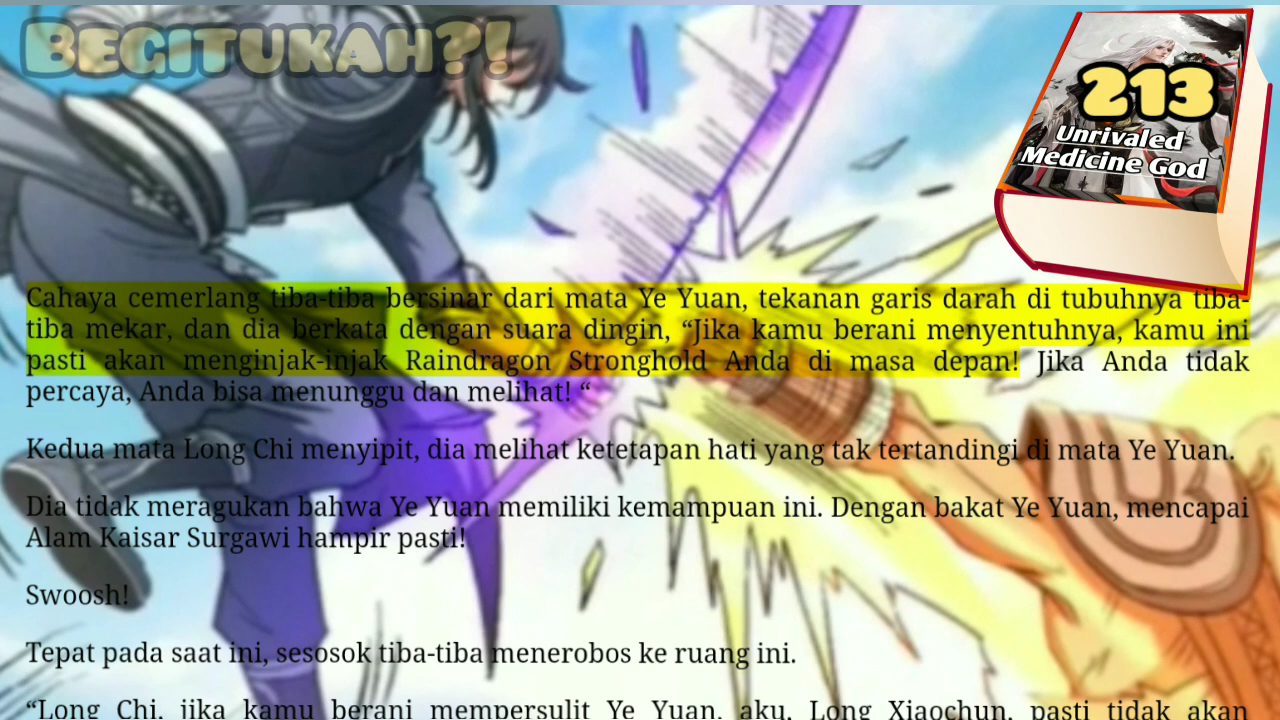 BEGITUKAH?!
213
Unrivaled
Medicine God
Cahaya cemerlang tiba-tiba bersinar dari mata Ye Yuan, tekanan garis darah di tubuhnya tiba-
tiba mekar, dan dia berkata dengan suara dingin, “Jika kamu berani menyentuhnya, kamu ini
pasti akan menginjak-injak Raindragon Stronghold Anda di masa depan! Jika Anda tidak
percaya, Anda bisa menunggu dan melihat! “
Kedua mata Long Chi menyipit, dia melihat ketetapan hati yang tak tertandingi di mata Ye Yuan.
Dia tidak meragukan bahwa Ye Yuan memiliki kemampuan ini. Dengan bakat Ye Yuan, mencapai
Alam Kaisar Surgawi hampir pasti!
Swoosh!
Tepat pada saat ini, sesosok tiba-tiba menerobos ke ruang ini.
“Long Chi, jika kamu berani mempersulit Ye Yuan, aku, Long Xiaochun, pasti tidak akan